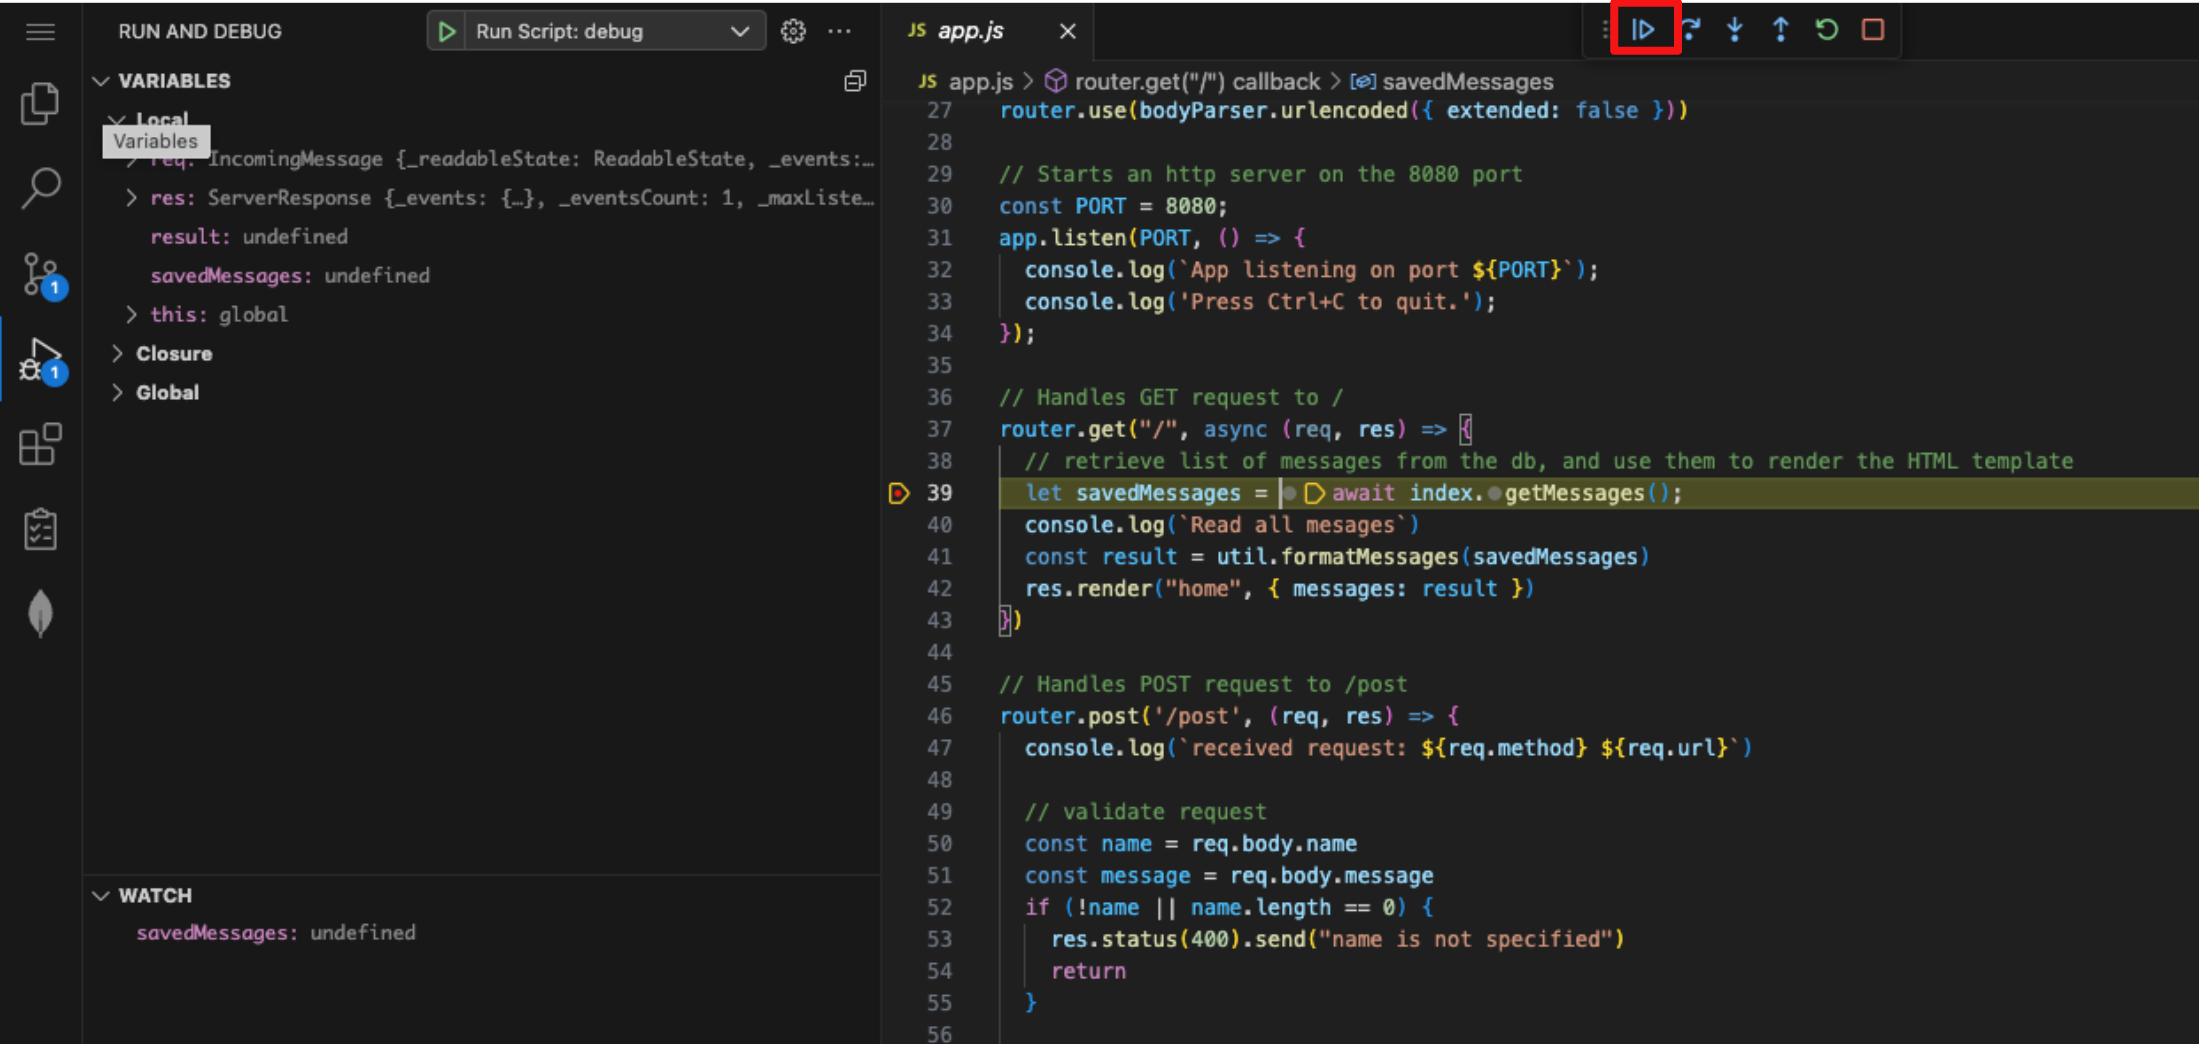 RUN AND DEBUG
Run Script: debug
VARIABLES
Local
Variables
req: IncomingMessage {_readableState: ReadableState, _events:…
res: ServerResponse {_events: {…}, _eventsCount: 1, _maxListe…
result: undefined
savedMessages: undefined
this: global
Closure
Global
1
1
WATCH
savedMessages: undefined
JS app.js
JS app.js > router.get("/") callback > savedMessages
27 router.use(bodyParser.urlencoded({ extended: false }))
28
29 // Starts an http server on the 8080 port
30 const PORT = 8080;
31 app.listen(PORT, () => {
32 console.log(`App listening on port ${PORT}`);
33 console.log('Press Ctrl+C to quit.');
34 });
35
36 // Handles GET request to /
37 router.get("/", async (req, res) => {
38 // retrieve list of messages from the db, and use them to render the HTML template
39 let savedMessages = await index.getMessages();
40 console.log(`Read all mesages`)
41 const result = util.formatMessages(savedMessages)
42 res.render("home", { messages: result })
43 })
44
45 // Handles POST request to /post
46 router.post('/post', (req, res) => {
47 console.log(`received request: ${req.method} ${req.url}`)
48
49 // validate request
50 const name = req.body.name
51 const message = req.body.message
52 if (!name || name.length == 0) {
53 res.status(400).send("name is not specified")
54 return
55 }
56